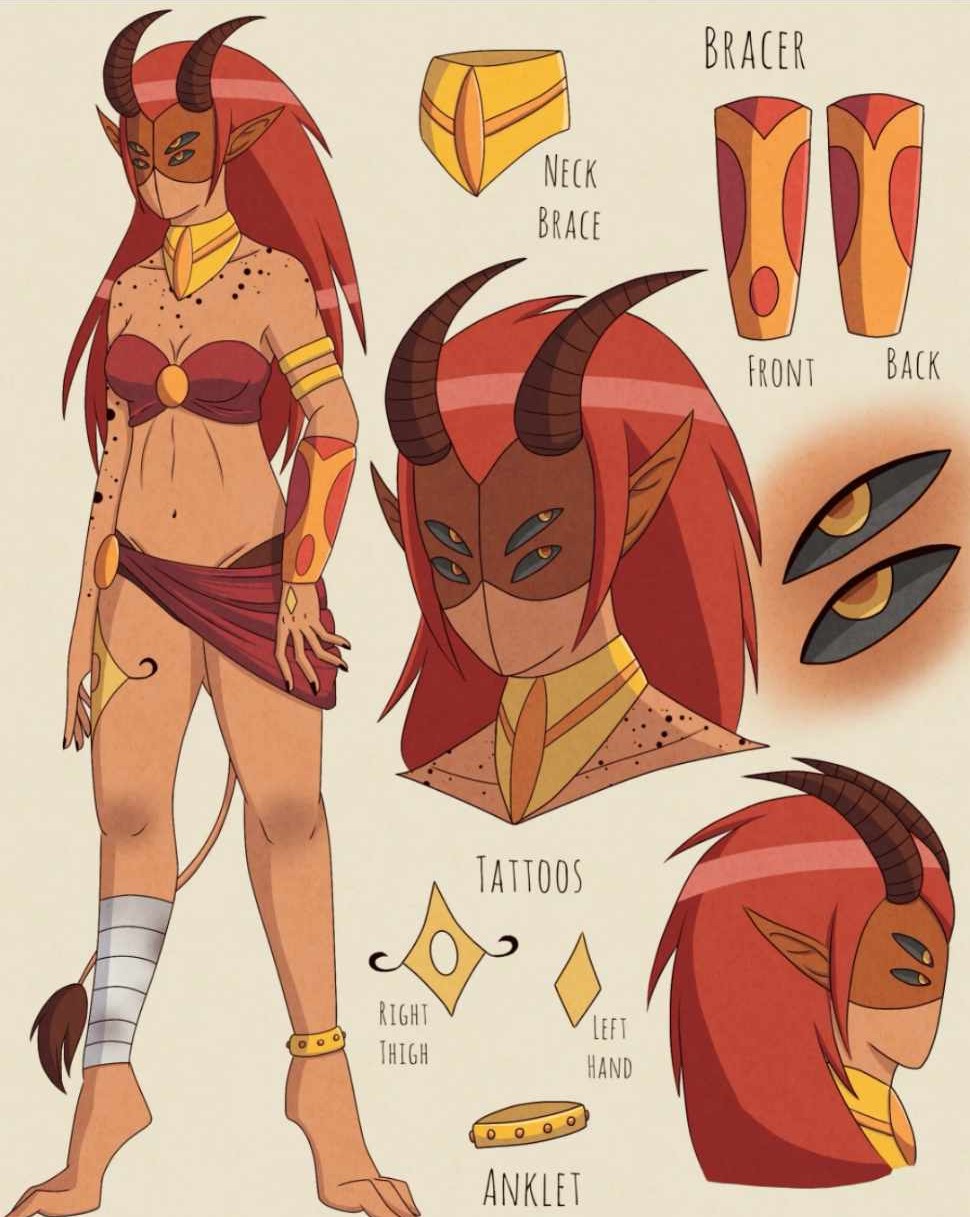 BRACER
NECK
BRACE
FRONT
BACK
TATTOOS
RIGHT
THIGH
LEFT
HAND
ANKLET